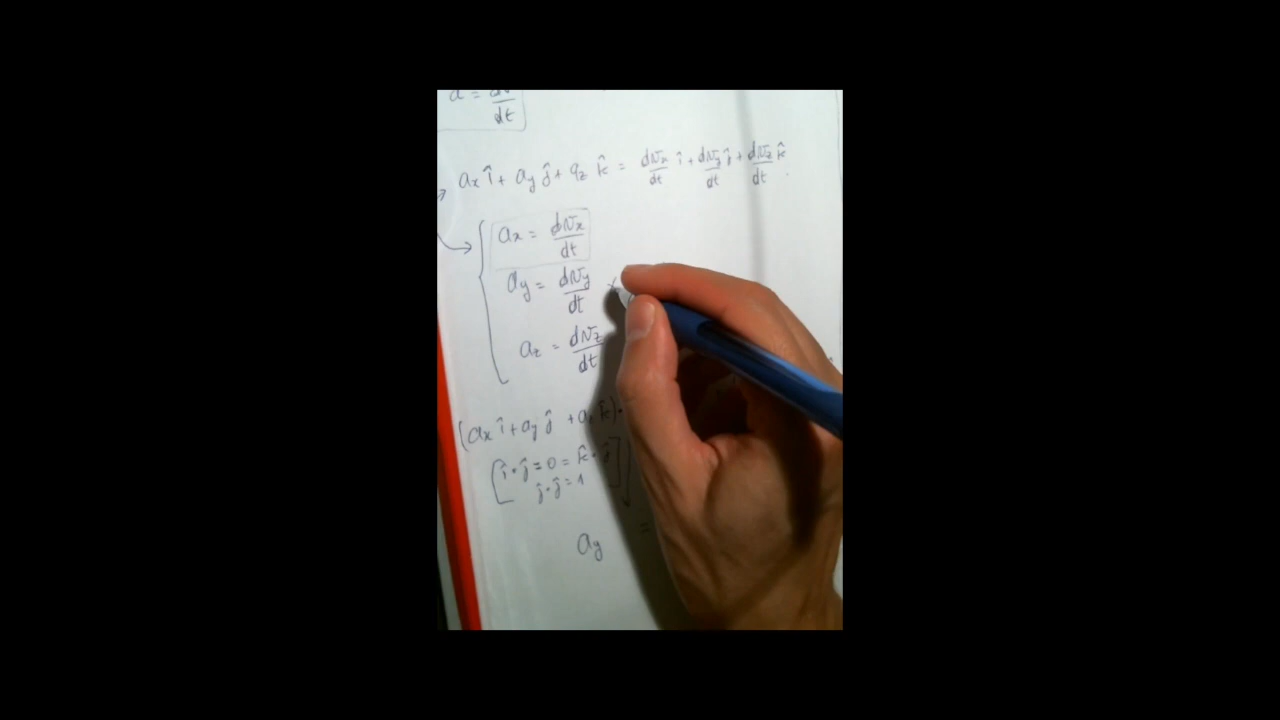 a = dv/dt
ax î + ay ĵ + az k̂ = dvx/dt î + dvy/dt ĵ + dvz/dt k̂
ax = dvx/dt
ay = dvy/dt
az = dvz/dt
(ax î + ay ĵ + az k̂) ·
[î · ĵ = 0 = k̂ · ĵ]
ĵ · ĵ = 1
ay =